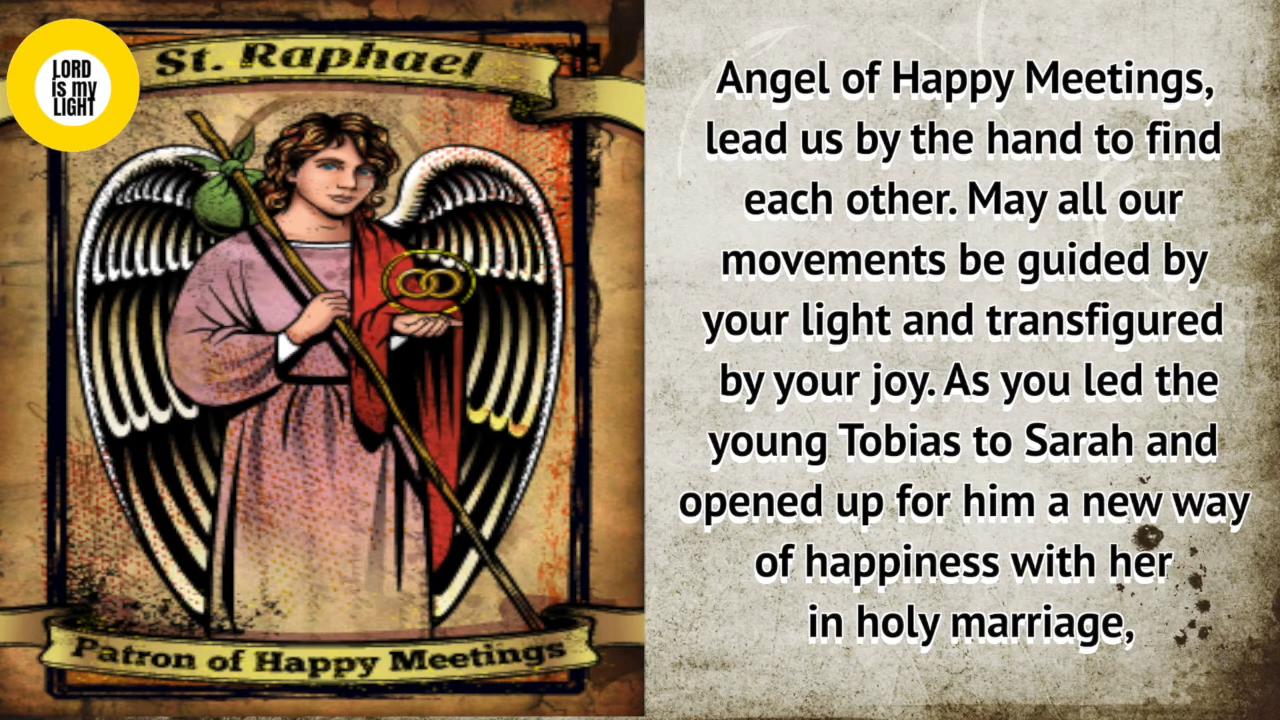 LORD
is my
LIGHT
St. Raphael
Patron of Happy Meetings
Angel of Happy Meetings,
lead us by the hand to find
each other. May all our
movements be guided by
your light and transfigured
by your joy. As you led the
young Tobias to Sarah and
opened up for him a new way
of happiness with her
in holy marriage,